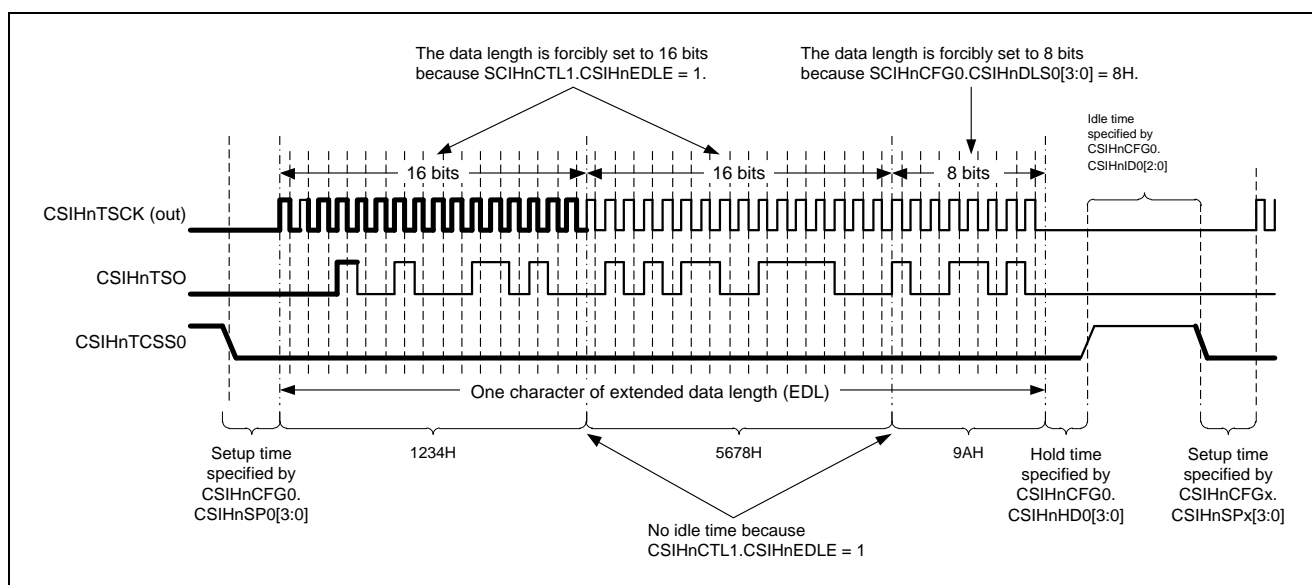 The data length is forcibly set to 16 bits
because SCIHnCTL1.CSIHnEDLE = 1.
The data length is forcibly set to 8 bits
because SCIHnCFG0.CSIHnDLS0[3:0] = 8H.
Idle time
specified by
CSIHnCFG0.
CSIHnID0[2:0]
16 bits
16 bits
8 bits
CSIHnTSCK (out)
CSIHnTSO
CSIHnTCSS0
One character of extended data length (EDL)
Setup time
specified by
CSIHnCFG0.
CSIHnSP0[3:0]
1234H
5678H
9AH
Hold time
specified by
CSIHnCFG0.
CSIHnHD0[3:0]
Setup time
specified by
CSIHnCFGx.
CSIHnSPx[3:0]
No idle time because
CSIHnCTL1.CSIHnEDLE = 1